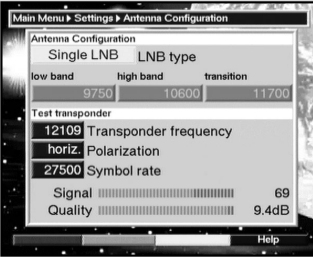 Main Menu ▸ Settings ▸ Antenna Configuration
Antenna Configuration
Single LNB LNB type
low band high band transition
9750 10600 11700
Test transponder
12109 Transponder frequency
horiz. Polarization
27500 Symbol rate
Signal 69
Quality 9.4dB
Help